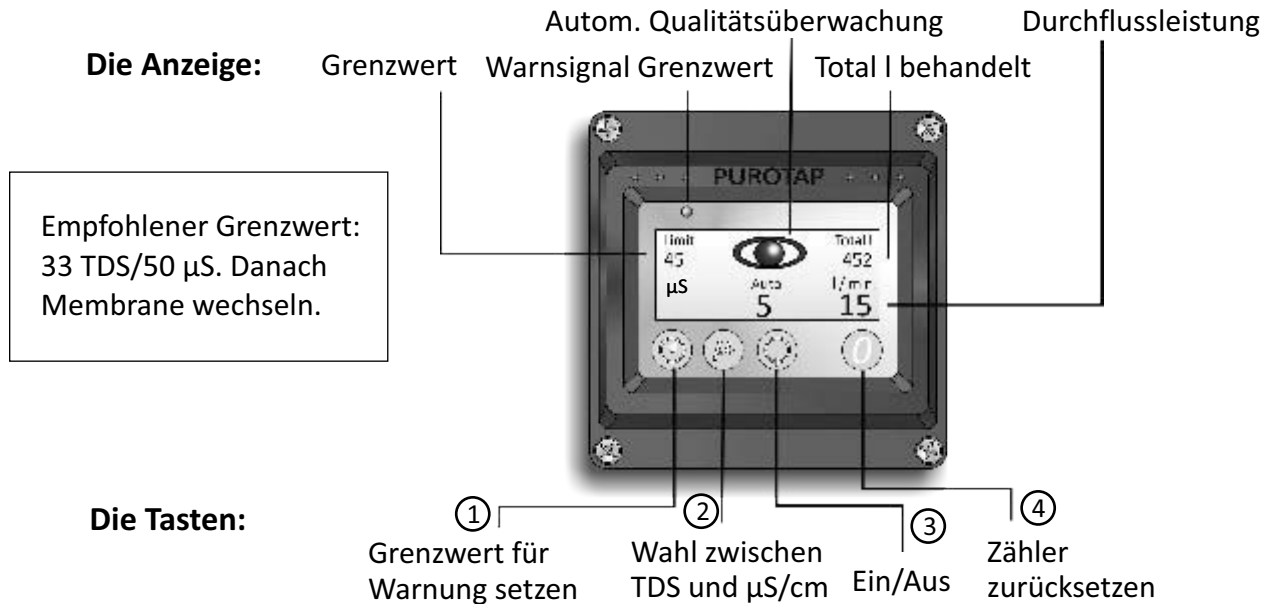 Autom. Qualitätsüberwachung
Durchflussleistung
Die Anzeige:
Grenzwert
Warnsignal Grenzwert
Total l behandelt
PUROTAP
Empfohlener Grenzwert:
33 TDS/50 µS. Danach
Membrane wechseln.
Limit
45
µS
Auto
5
Total l
452
l/min
15
0
Die Tasten:
1
Grenzwert für
Warnung setzen
2
Wahl zwischen
TDS und µS/cm
3
Ein/Aus
4
Zähler
zurücksetzen